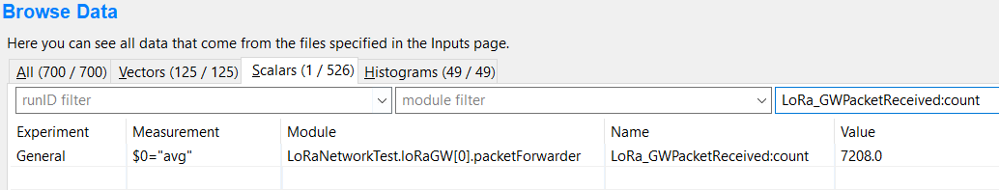 Browse Data
Here you can see all data that come from the files specified in the Inputs page.
All (700 / 700) Vectors (125 / 125) Scalars (1 / 526) Histograms (49 / 49)
runID filter module filter LoRa_GWPacketReceived:count
Experiment Measurement Module Name Value
General $0="avg" LoRaNetworkTest.loRaGW[0].packetForwarder LoRa_GWPacketReceived:count 7208.0